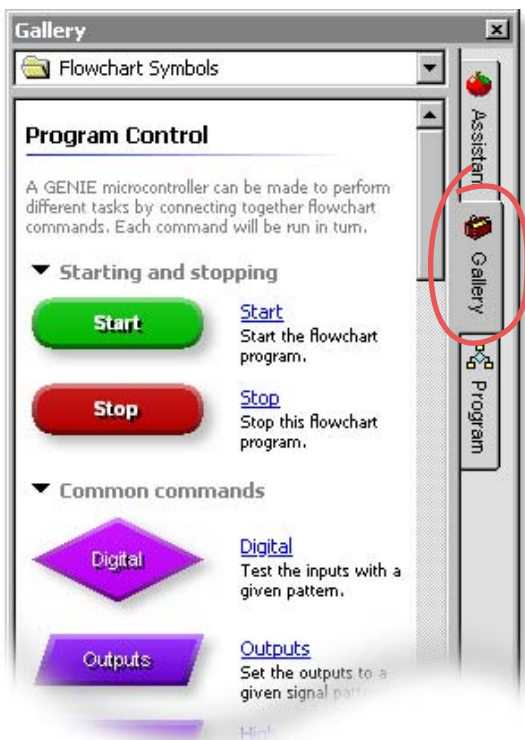 Gallery
Flowchart Symbols
Program Control
A GENIE microcontroller can be made to perform
different tasks by connecting together flowchart
commands. Each command will be run in turn.
Starting and stopping
Start
Start
Start the flowchart
program.
Stop
Stop
Stop this flowchart
program.
Common commands
Digital
Digital
Test the inputs with a
given pattern.
Outputs
Outputs
Set the outputs to a
given signal
Gallery
Program